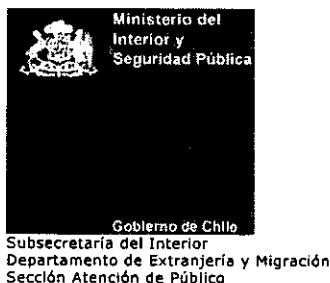 Ministerio del
Interior y
Seguridad Pública
Gobierno de Chile
Subsecretaría del Interior
Departamento de Extranjería y Migración
Sección Atención de Público